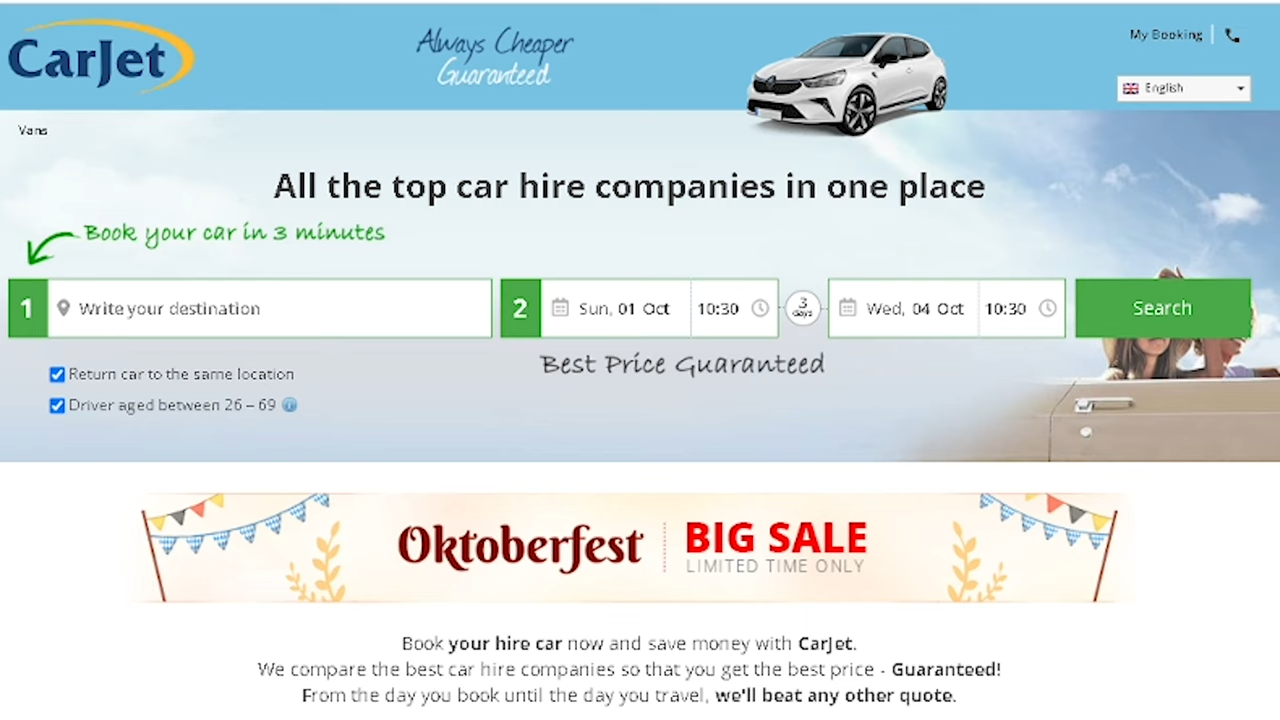 CarJet
Always Cheaper
Guaranteed
My Booking
English
Vans
All the top car hire companies in one place
Book your car in 3 minutes
1 Write your destination 2 Sun, 01 Oct 10:30 3 days Wed, 04 Oct 10:30 Search
Best Price Guaranteed
Return car to the same location
Driver aged between 26 – 69
Oktoberfest BIG SALE
LIMITED TIME ONLY
Book your hire car now and save money with CarJet.
We compare the best car hire companies so that you get the best price - Guaranteed!
From the day you book until the day you travel, we'll beat any other quote.